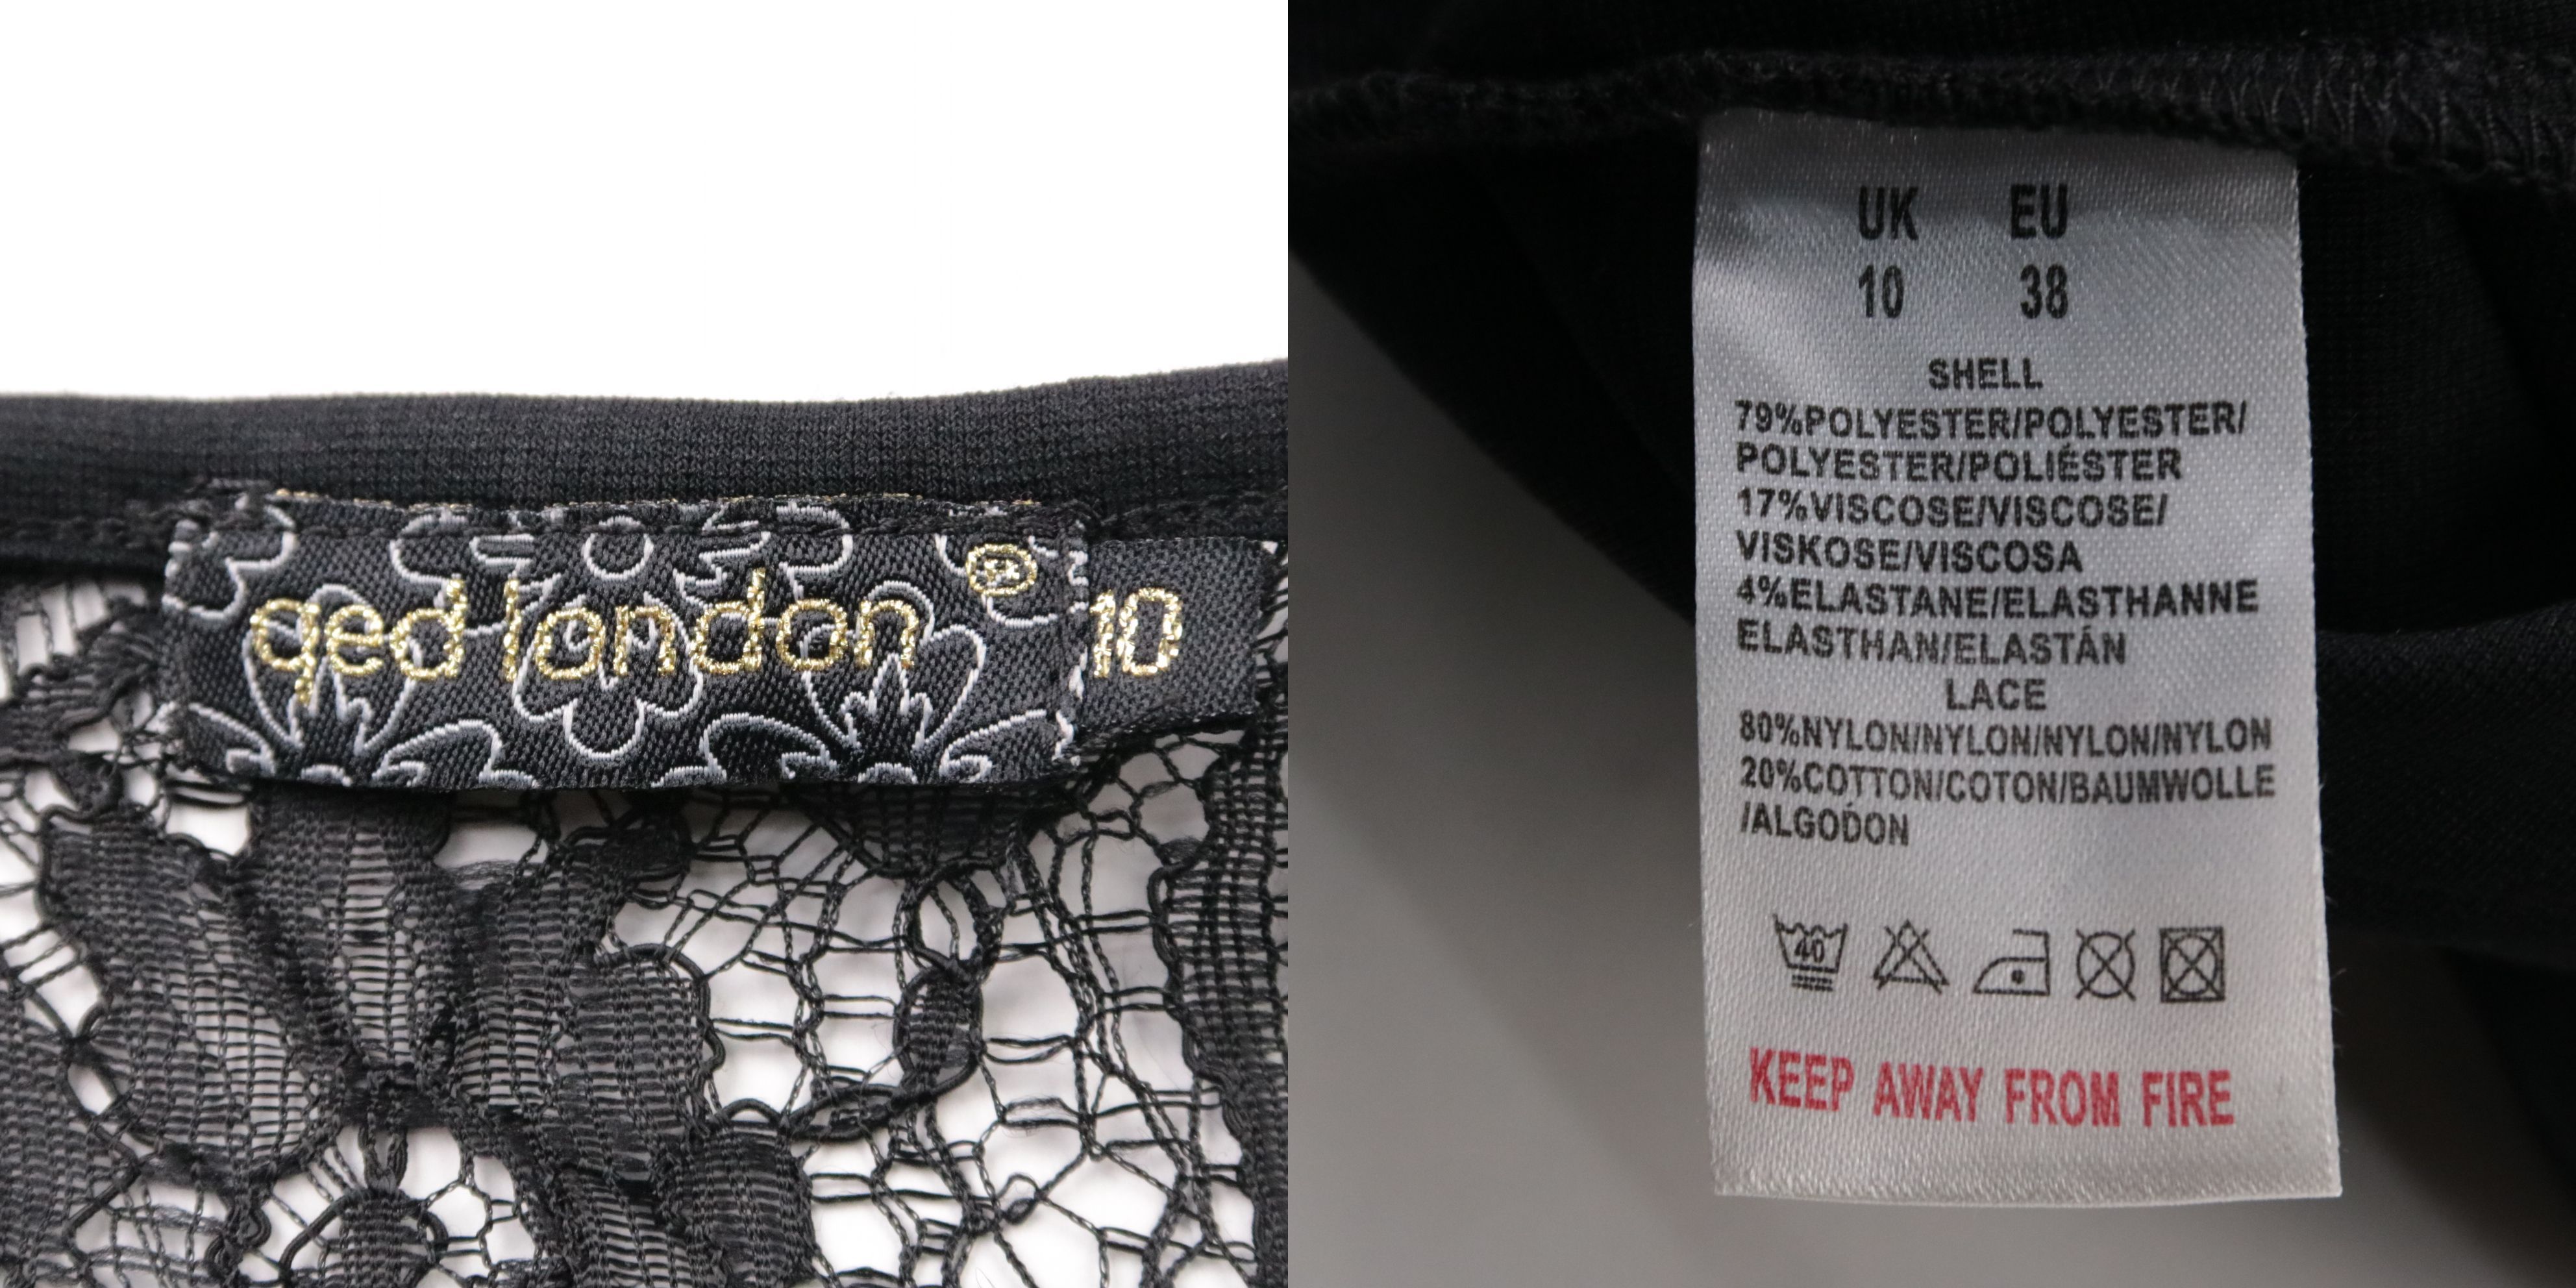 qed london ®
10
UK EU
10 38
SHELL
79%POLYESTER/POLYESTER/
POLYESTER/POLIÉSTER
17%VISCOSE/VISCOSE/
VISKOSE/VISCOSA
4%ELASTANE/ELASTHANNE
ELASTHAN/ELASTÁN
LACE
80%NYLON/NYLON/NYLON/NYLON
20%COTTON/COTON/BAUMWOLLE
/ALGODÓN
40
KEEP AWAY FROM FIRE